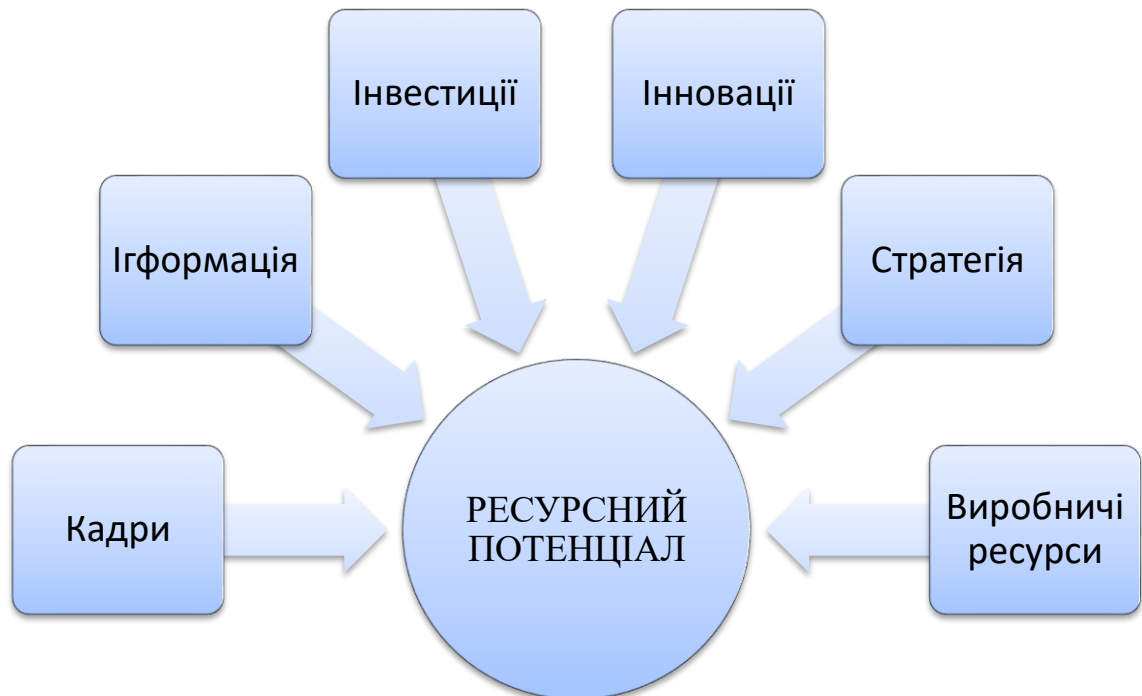 Інвестиції
Інновації
Ігформація
Стратегія
Кадри
РЕСУРСНИЙ
ПОТЕНЦІАЛ
Виробничі
ресурси